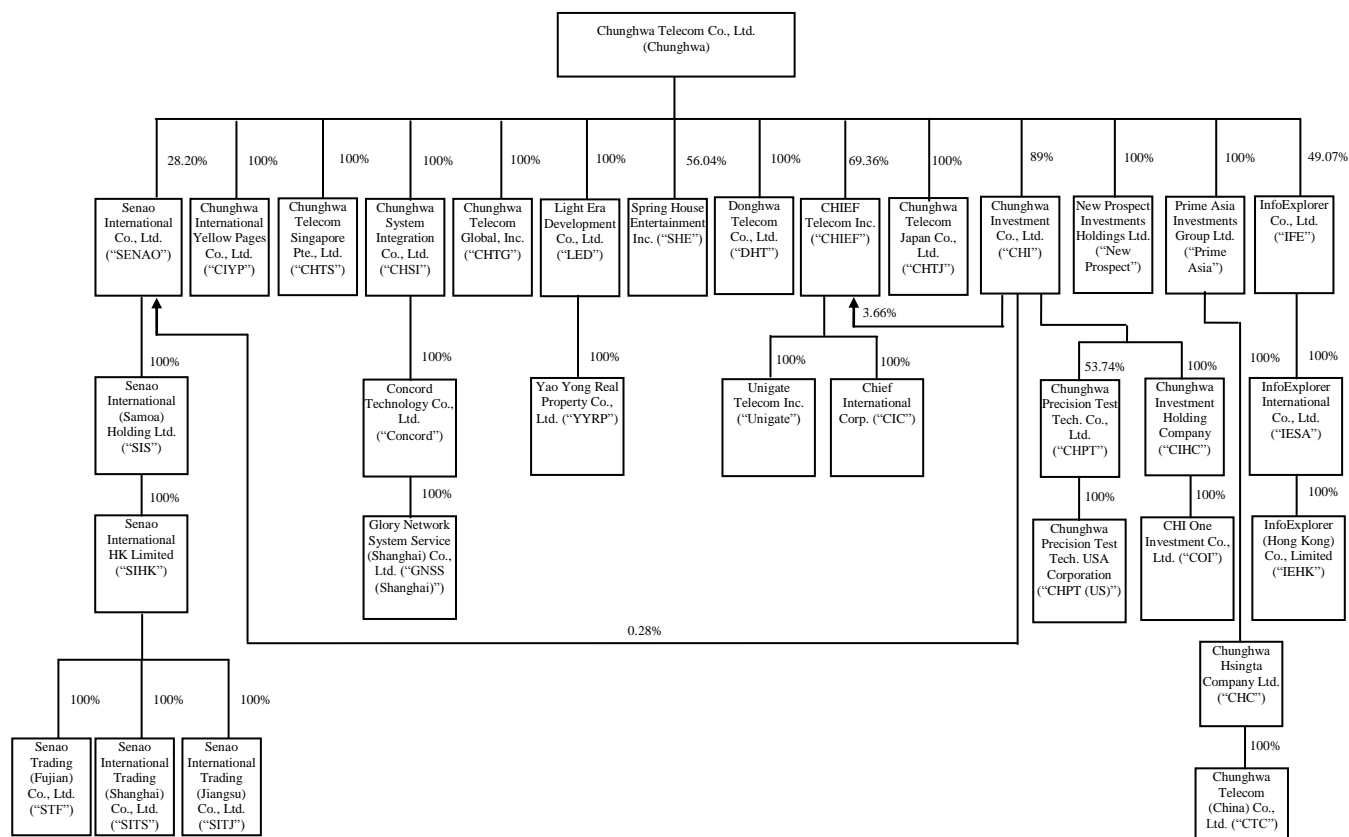 Chunghwa Telecom Co., Ltd.
(Chunghwa)
28.20%
100%
100%
100%
100%
100%
56.04%
100%
69.36%
100%
89%
100%
100%
49.07%
Senao
International
Co., Ltd.
(“SENAO”)
Chunghwa
International
Yellow Pages
Co., Ltd.
(“CIYP”)
Chunghwa
Telecom
Singapore
Pte., Ltd.
(“CHTS”)
Chunghwa
System
Integration
Co., Ltd.
(“CHSI”)
Chunghwa
Telecom
Global, Inc.
(“CHTG”)
Light Era
Development
Co., Ltd.
(“LED”)
Spring House
Entertainment
Inc. (“SHE”)
Donghwa
Telecom
Co., Ltd.
(“DHT”)
CHIEF
Telecom Inc.
(“CHIEF”)
Chunghwa
Telecom
Japan Co.,
Ltd.
(“CHTJ”)
Chunghwa
Investment
Co., Ltd.
(“CHI”)
New Prospect
Investments
Holdings Ltd.
(“New
Prospect”)
Prime Asia
Investments
Group Ltd.
(“Prime
Asia”)
InfoExplorer
Co., Ltd.
(“IFE”)
3.66%
100%
100%
100%
100%
100%
53.74%
100%
100%
100%
Senao
International
(Samoa)
Holding Ltd.
(“SIS”)
Concord
Technology Co.,
Ltd.
(“Concord”)
Yao Yong Real
Property Co.,
Ltd. (“YYRP”)
Unigate
Telecom Inc.
(“Unigate”)
Chief
International
Corp. (“CIC”)
Chunghwa
Precision Test
Tech. Co.,
Ltd.
(“CHPT”)
Chunghwa
Investment
Holding
Company
(“CIHC”)
InfoExplorer
International
Co., Ltd.
(“IESA”)
100%
100%
100%
100%
100%
Senao
International
HK Limited
(“SIHK”)
Glory Network
System Service
(Shanghai) Co.,
Ltd. (“GNSS
(Shanghai)”
Chunghwa
Precision Test
Tech. USA
Corporation
(“CHPT (US)”
CHI One
Investment Co.,
Ltd. (“COI”)
InfoExplorer
(Hong Kong)
Co., Limited
(“IEHK”)
0.28%
Chunghwa
Hsingta
Company Ltd.
(“CHC”)
100%
100%
100%
100%
Senao
Trading
(Fujian)
Co., Ltd.
(“STF”)
Senao
International
Trading
(Shanghai)
Co., Ltd.
(“SITS”)
Senao
International
Trading
(Jiangsu)
Co., Ltd.
(“SITJ”)
Chunghwa
Telecom
(China) Co.,
Ltd. (“CTC”)